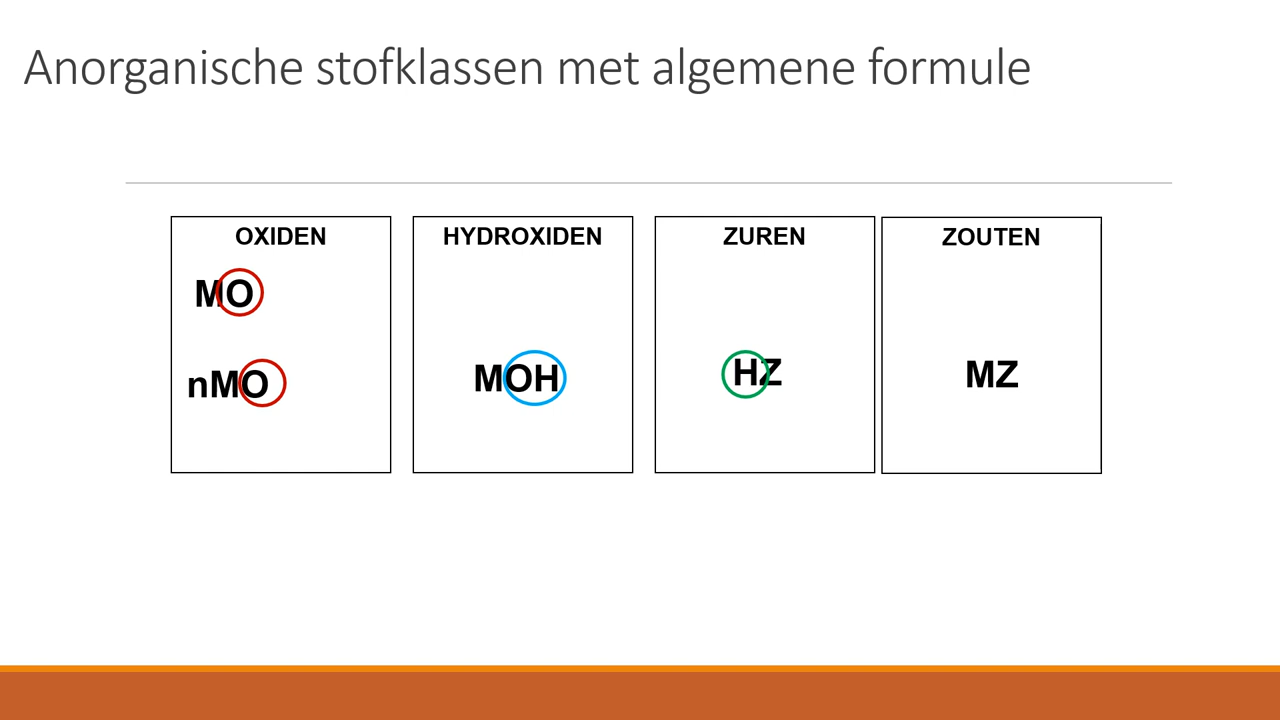 Anorganische stofklassen met algemene formule
OXIDEN
MO
nMO
HYDROXIDEN
MOH
ZUREN
HZ
ZOUTEN
MZ